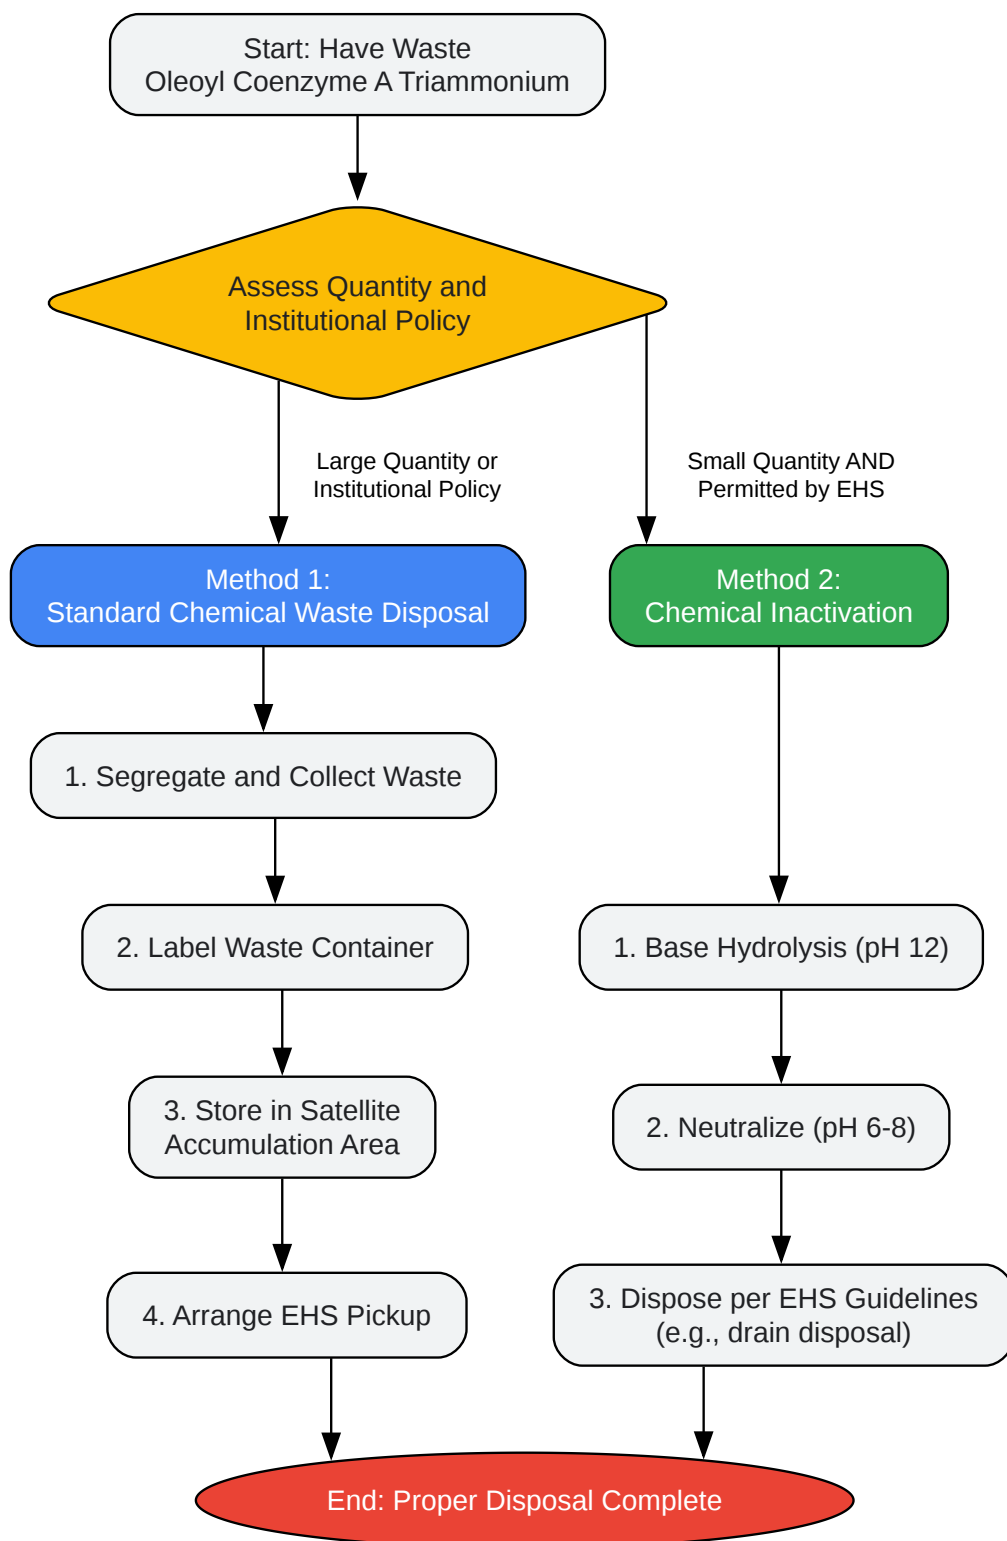 Start: Have Waste
Oleoyl Coenzyme A Triammonium
Assess Quantity and
Institutional Policy
Large Quantity or
Institutional Policy
Small Quantity AND
Permitted by EHS
Method 1:
Standard Chemical Waste Disposal
Method 2:
Chemical Inactivation
1. Segregate and Collect Waste
2. Label Waste Container
1. Base Hydrolysis (pH 12)
3. Store in Satellite
Accumulation Area
2. Neutralize (pH 6-8)
4. Arrange EHS Pickup
3. Dispose per EHS Guidelines
(e.g., drain disposal)
End: Proper Disposal Complete